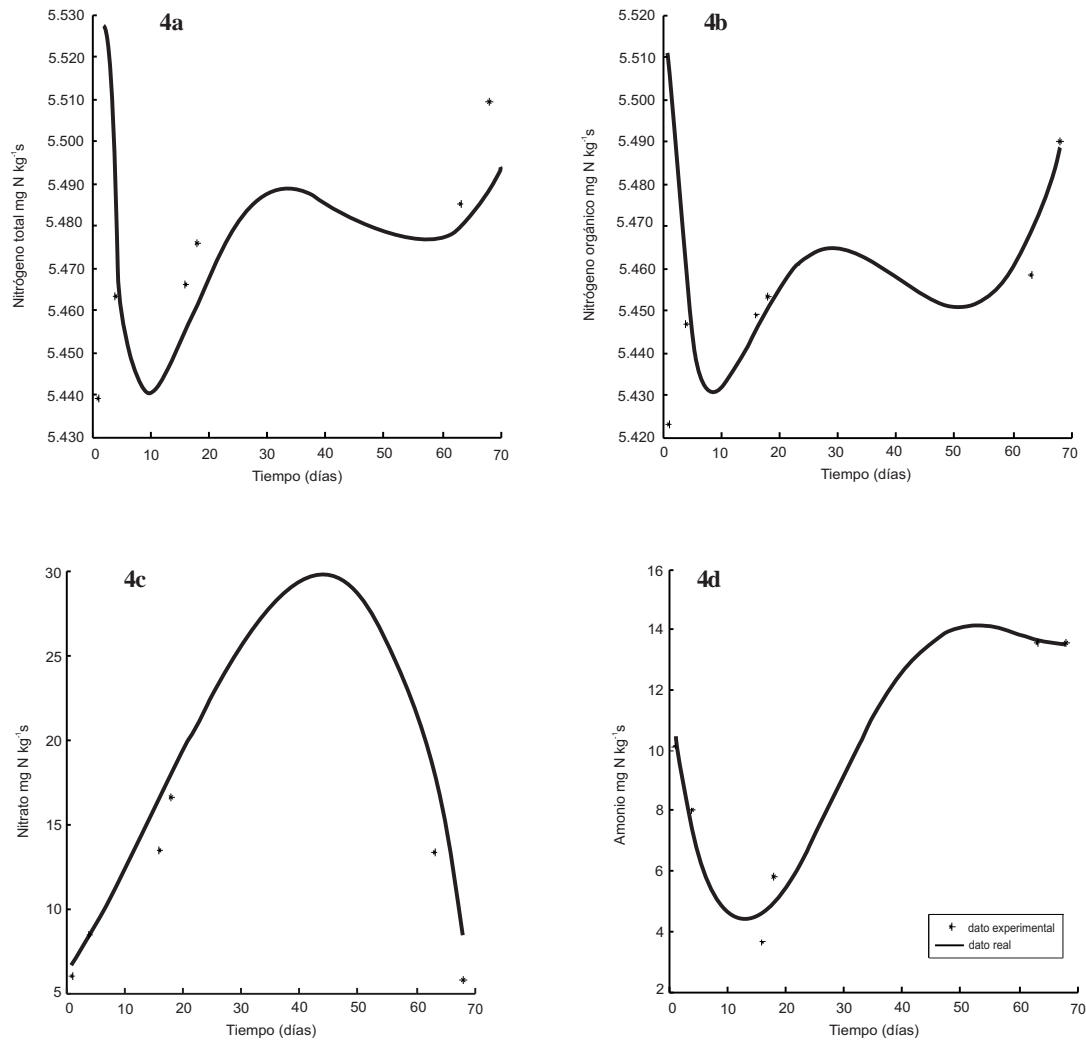 4a
Nitrógeno total mg N kg⁻¹s
5.530
5.520
5.510
5.500
5.490
5.480
5.470
5.460
5.450
5.440
5.430
0 10 20 30 40 50 60 70
Tiempo (días)
4b
Nitrógeno orgánico mg N kg⁻¹s
5.520
5.510
5.500
5.490
5.480
5.470
5.460
5.450
5.440
5.430
5.420
0 10 20 30 40 50 60 70
Tiempo (días)
4c
Nitrato mg N kg⁻¹s
30
25
20
15
10
5
0 10 20 30 40 50 60 70
Tiempo (días)
4d
Amonio mg N kg⁻¹s
16
14
12
10
8
6
4
2
0 10 20 30 40 50 60 70
Tiempo (días)
dato experimental
dato real